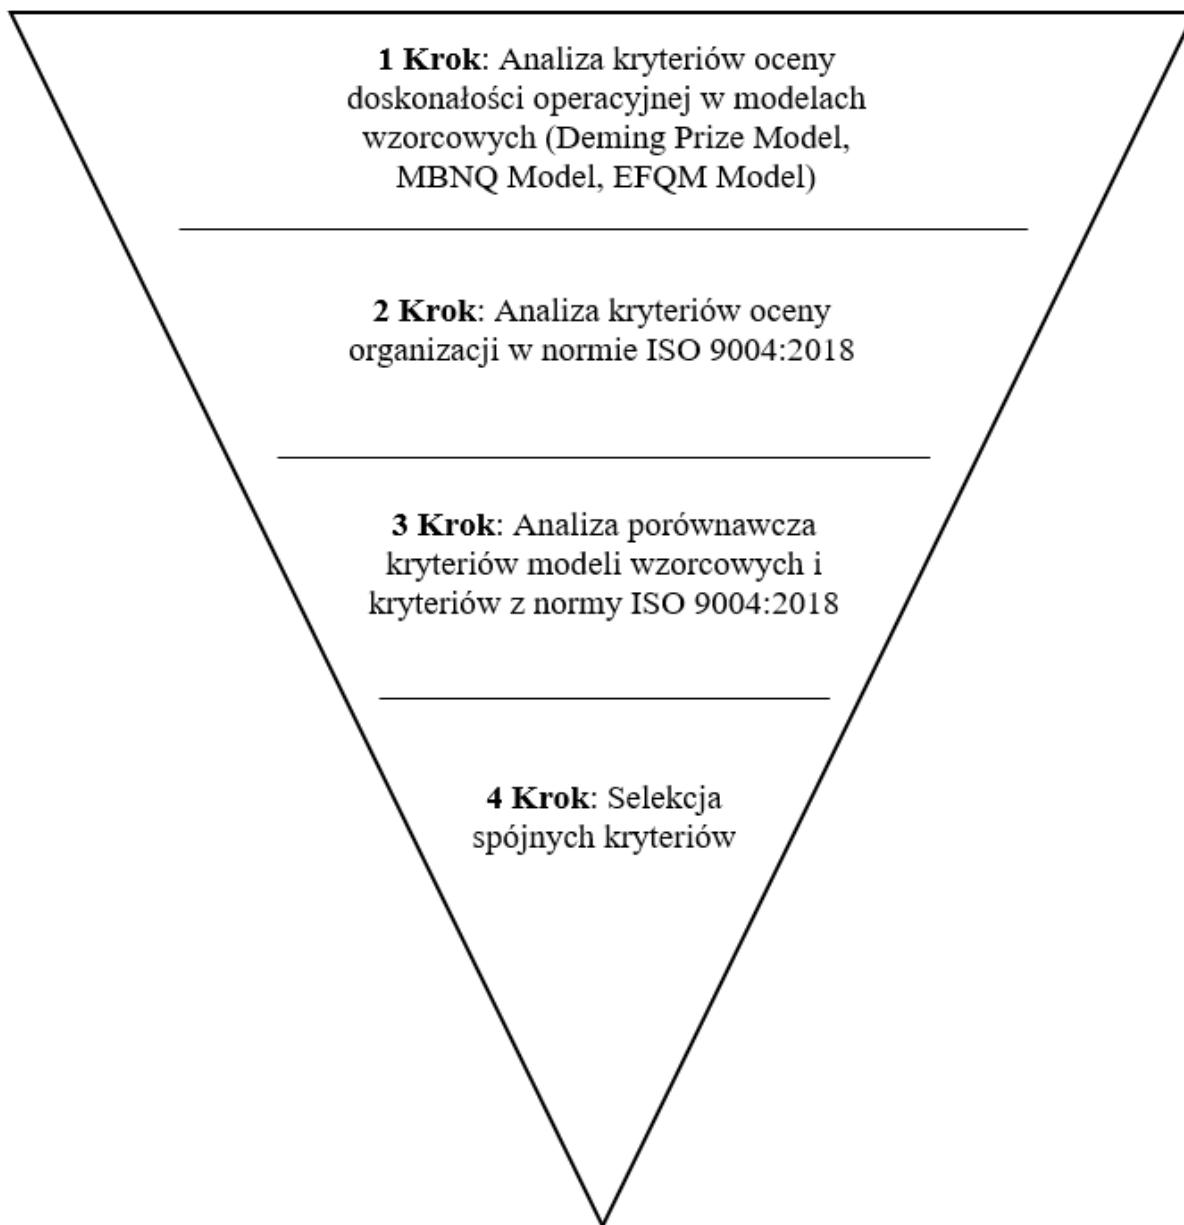 1 Krok: Analiza kryteriów oceny
doskonałości operacyjnej w modelach
wzorcowych (Deming Prize Model,
MBNQ Model, EFQM Model)
2 Krok: Analiza kryteriów oceny
organizacji w normie ISO 9004:2018
3 Krok: Analiza porównawcza
kryteriów modeli wzorcowych i
kryteriów z normy ISO 9004:2018
4 Krok: Selekcja
spójnych kryteriów